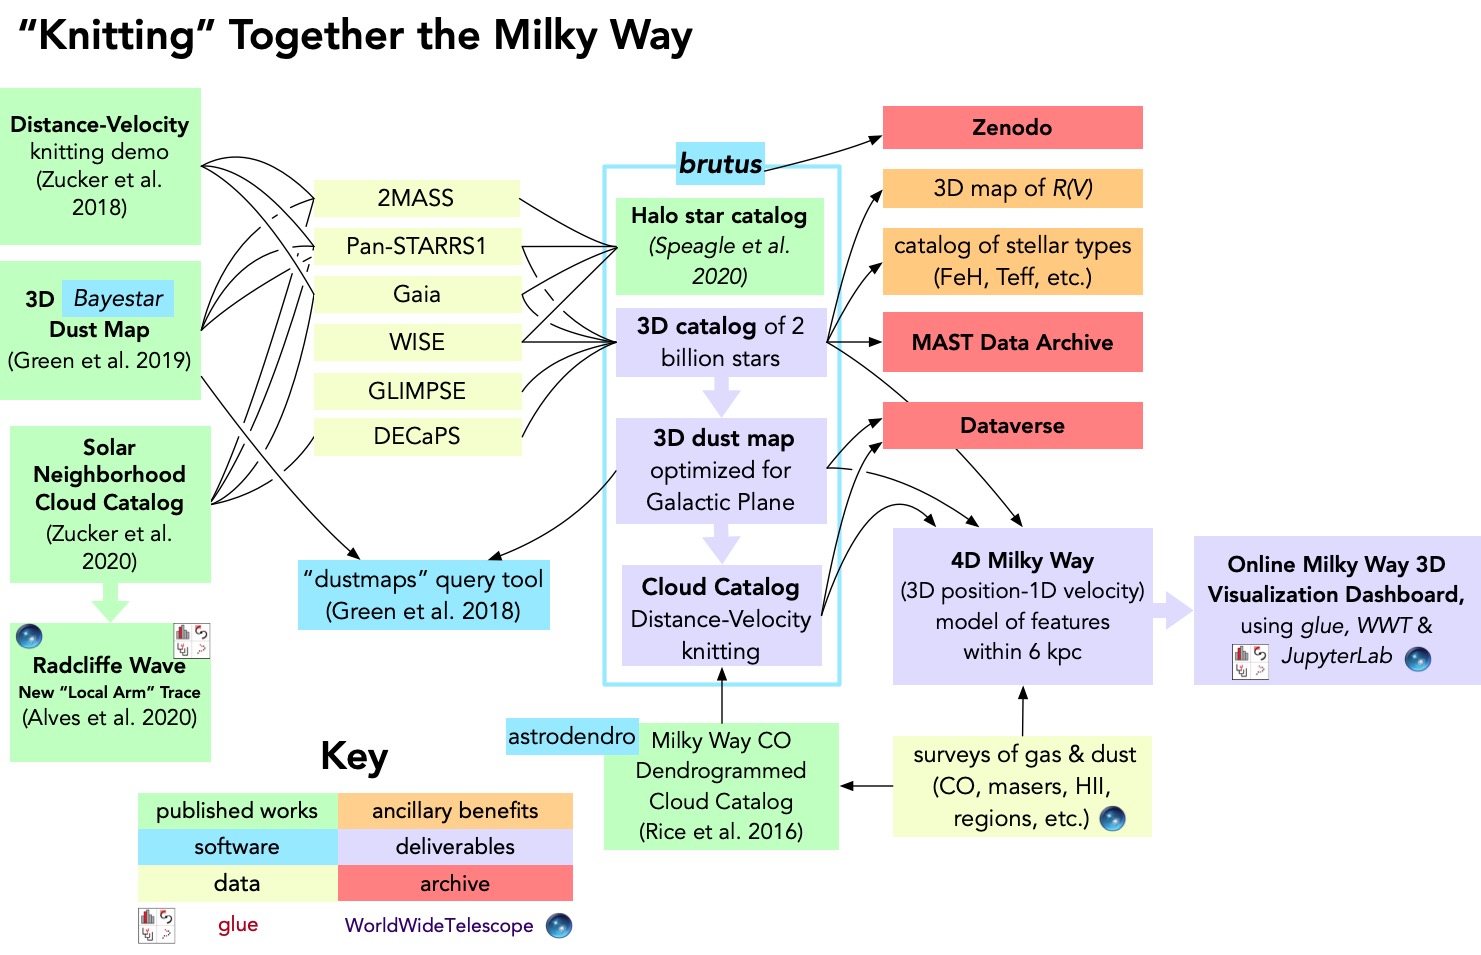 “Knitting” Together the Milky Way
Distance-Velocity
knitting demo
(Zucker et al.
2018)
3D Bayestar
Dust Map
(Green et al. 2019)
Solar
Neighborhood
Cloud Catalog
(Zucker et al.
2020)
Radcliffe Wave
New “Local Arm” Trace
(Alves et al. 2020)
2MASS
Pan-STARRS1
Gaia
WISE
GLIMPSE
DECaPS
“dustmaps” query tool
(Green et al. 2018)
brutus
Halo star catalog
(Speagle et al.
2020)
3D catalog of 2
billion stars
3D dust map
optimized for
Galactic Plane
Cloud Catalog
Distance-Velocity
knitting
astrodendro
Milky Way CO
Dendrogrammed
Cloud Catalog
(Rice et al. 2016)
Zenodo
3D map of R(V)
catalog of stellar types
(FeH, Teff, etc.)
MAST Data Archive
Dataverse
4D Milky Way
(3D position-1D velocity)
model of features
within 6 kpc
surveys of gas & dust
(CO, masers, HII,
regions, etc.)
Online Milky Way 3D
Visualization Dashboard,
using glue, WWT &
JupyterLab
Key
published works
ancillary benefits
software
deliverables
data
archive
glue
WorldWideTelescope